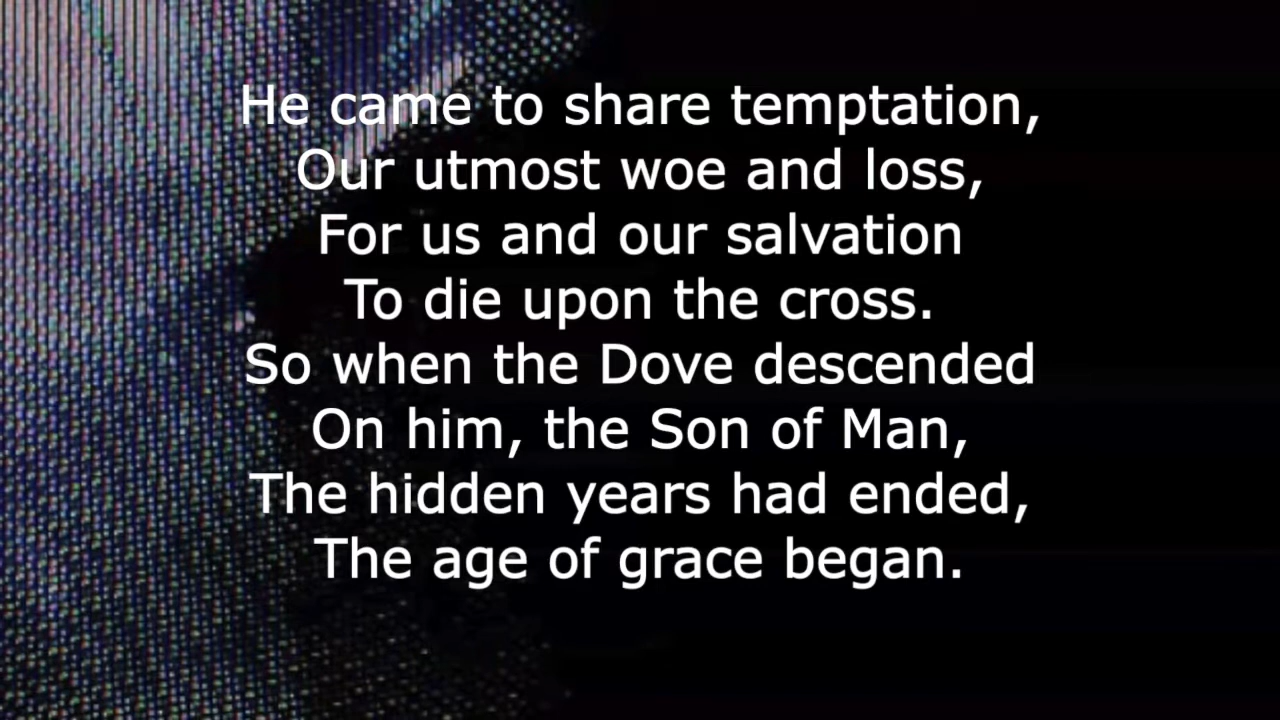 He came to share temptation,
Our utmost woe and loss,
For us and our salvation
To die upon the cross.
So when the Dove descended
On him, the Son of Man,
The hidden years had ended,
The age of grace began.